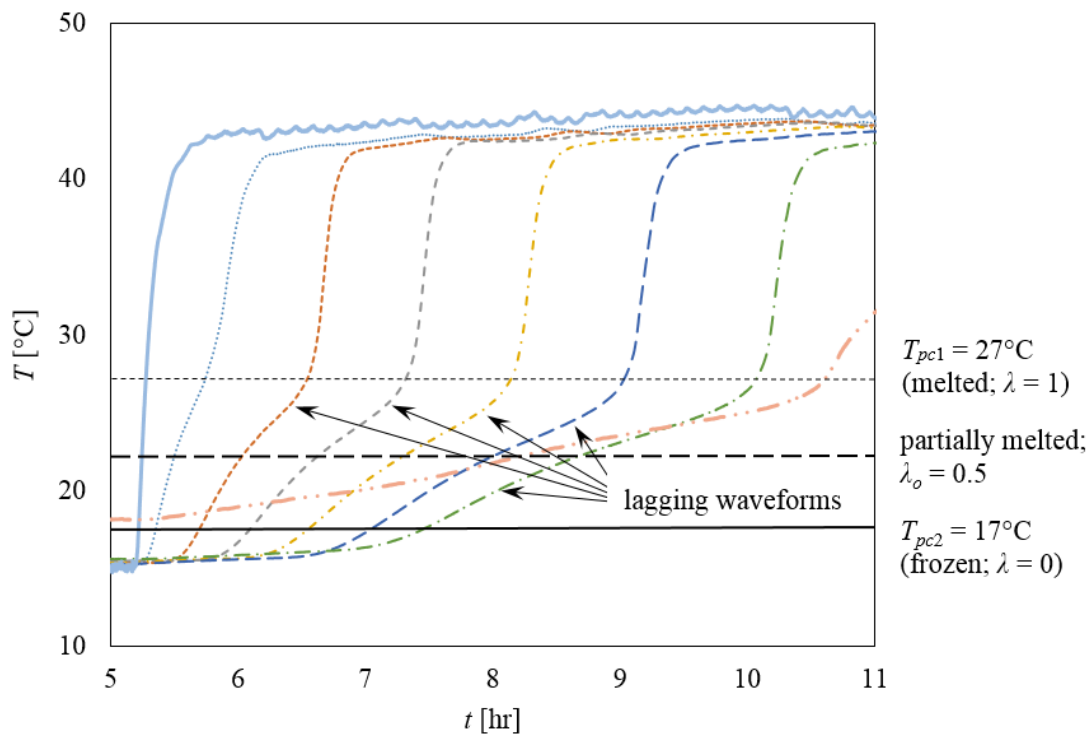 50
40
30
20
10
T [°C]
5
6
7
8
9
10
11
t [hr]
lagging waveforms
Tpc1 = 27°C
(melted; λ = 1)
partially melted;
λo = 0.5
Tpc2 = 17°C
(frozen; λ = 0)